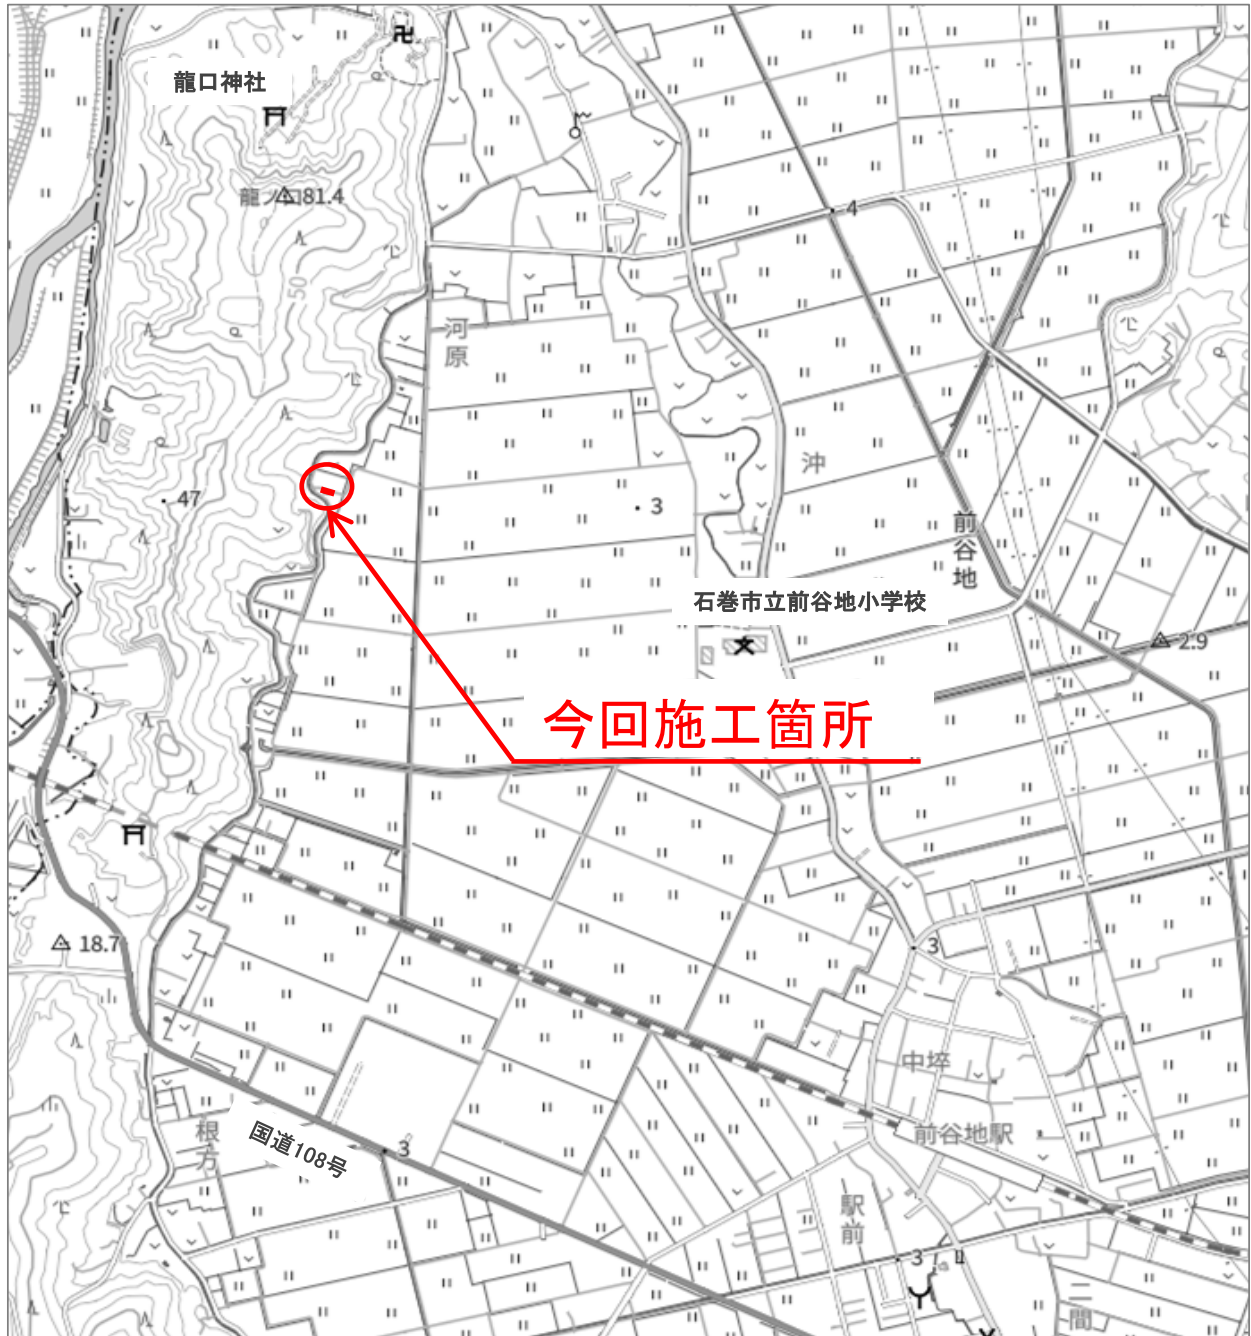 龍口神社
龍ノ口
81.4
4
50
河原
沖
47
3
前谷地
石巻市立前谷地小学校
2.9
今回施工箇所
18.7
3
中埣
前谷地駅
根方
国道108号
3
駅前
3
二間